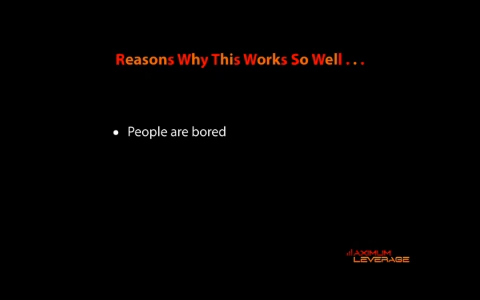 Reasons Why This Works So Well . . .
• People are bored
MAXIMUM
LEVERAGE